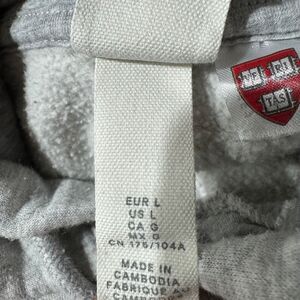 VE RI
TAS
EUR L
US L
CA G
MX G
CN 175/104A
MADE IN
CAMBODIA
FABRIQUE AU